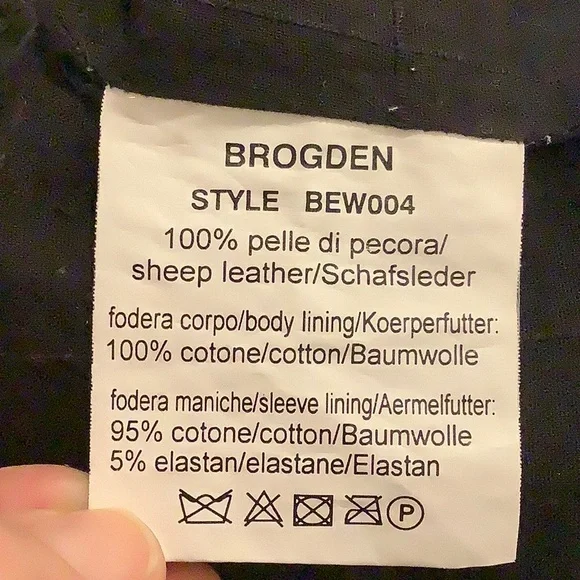 BROGDEN
STYLE BEW004
100% pelle di pecora/
sheep leather/Schafsleder
fodera corpo/body lining/Koerperfutter:
100% cotone/cotton/Baumwolle
fodera maniche/sleeve lining/Aermelfutter:
95% cotone/cotton/Baumwolle
5% elastan/elastane/Elastan
P